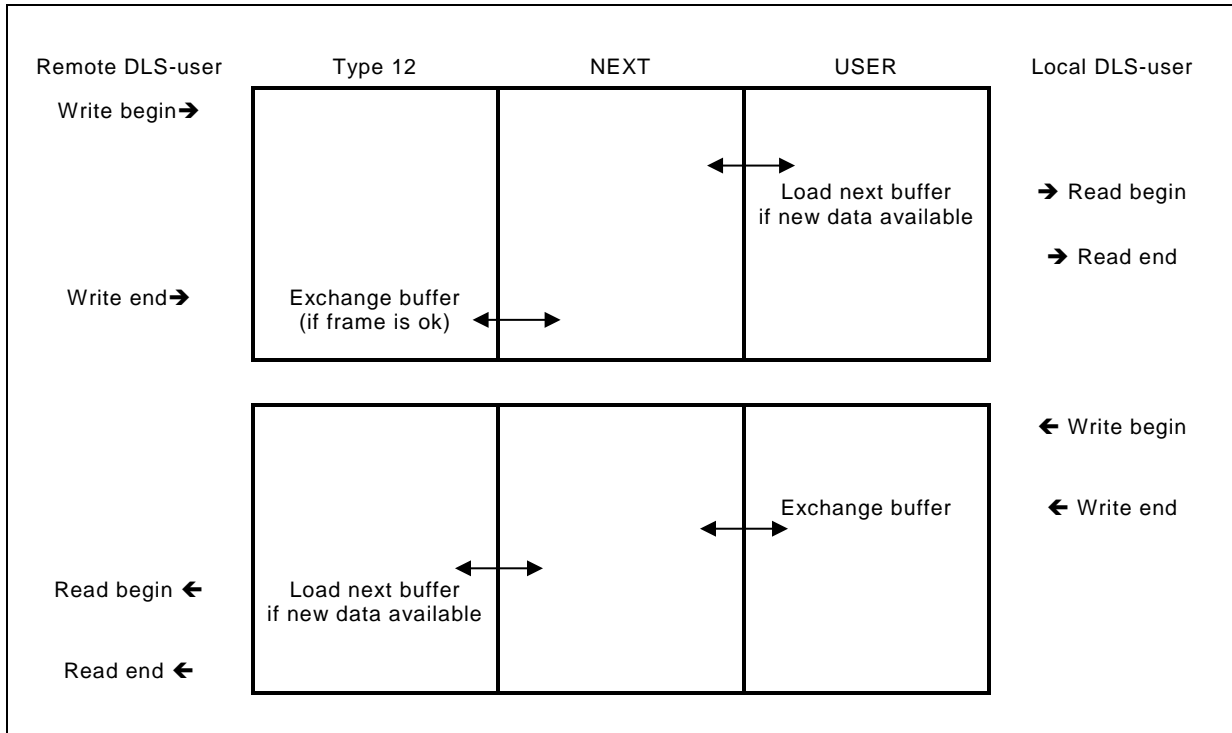 Remote DLS-user Type 12 NEXT USER Local DLS-user
Write begin➔
Load next buffer
if new data available
➔ Read begin
➔ Read end
Write end➔
Exchange buffer
(if frame is ok)
🡸 Write begin
Exchange buffer
🡸 Write end
Read begin 🡸
Load next buffer
if new data available
Read end 🡸